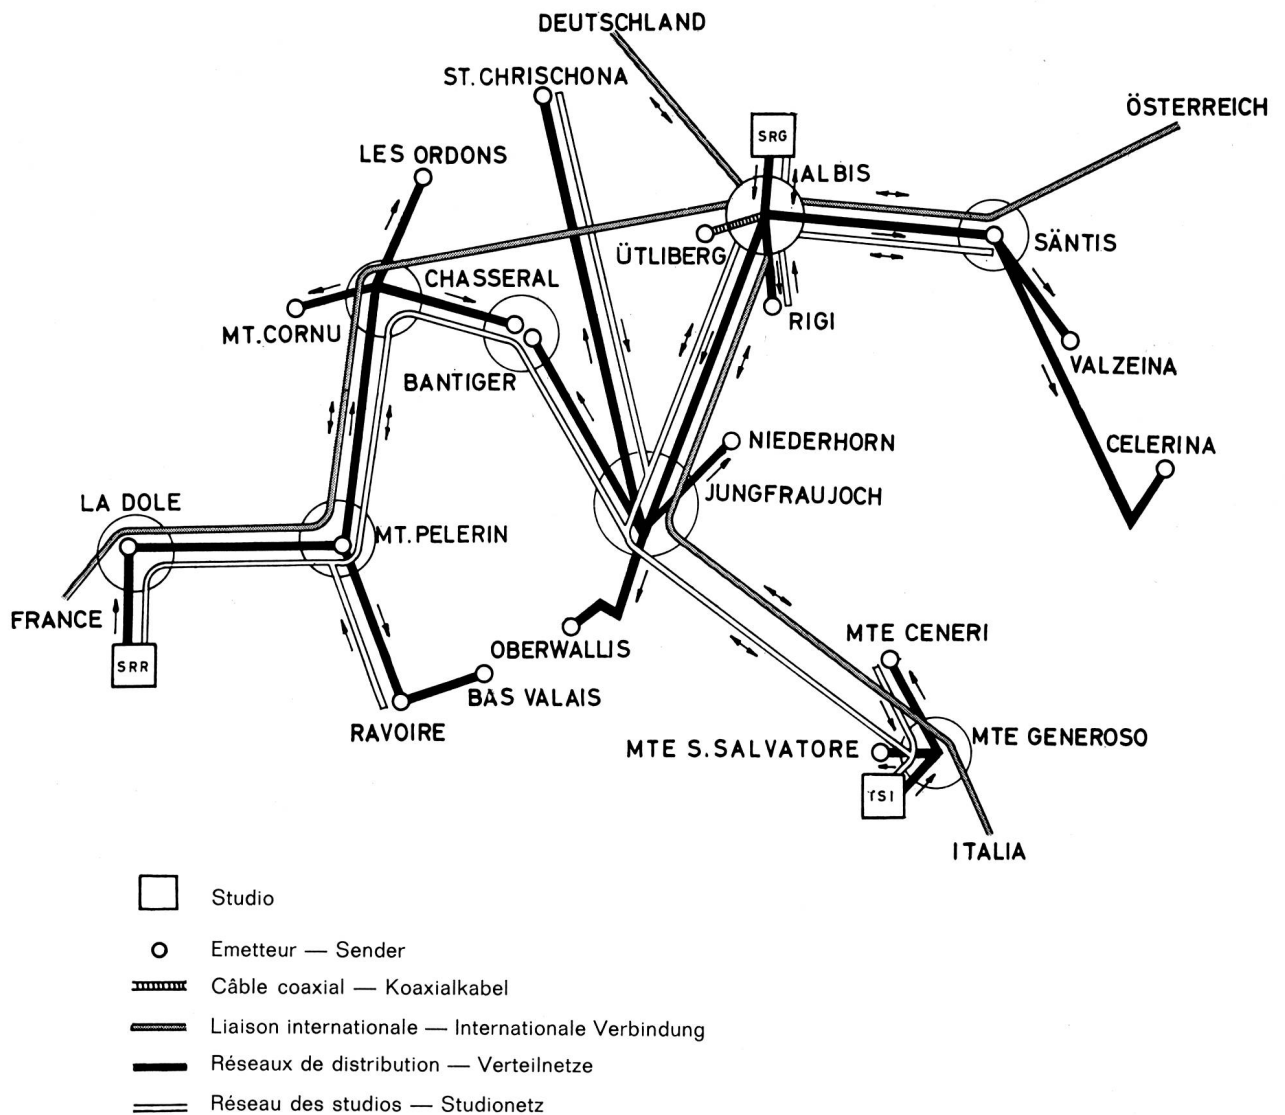 DEUTSCHLAND
ST. CHRISCHONA
ÖSTERREICH
SRG
LES ORDONS
ALBIS
ÜTLIBERG
SÄNTIS
CHASSERAL
MT. CORNU
RIGI
VALZEINA
BANTIGER
NIEDERHORN
CELERINA
JUNGFRAUJOCH
LA DOLE
MT. PELERIN
FRANCE
SRR
OBERWALLIS
MTE CENERI
BAS VALAIS
RAVOIRE
MTE S. SALVATORE
MTE GENEROSO
TSI
ITALIA
Studio
Emetteur — Sender
Câble coaxial — Koaxialkabel
Liaison internationale — Internationale Verbindung
Réseaux de distribution — Verteilnetze
Réseau des studios — Studionetz